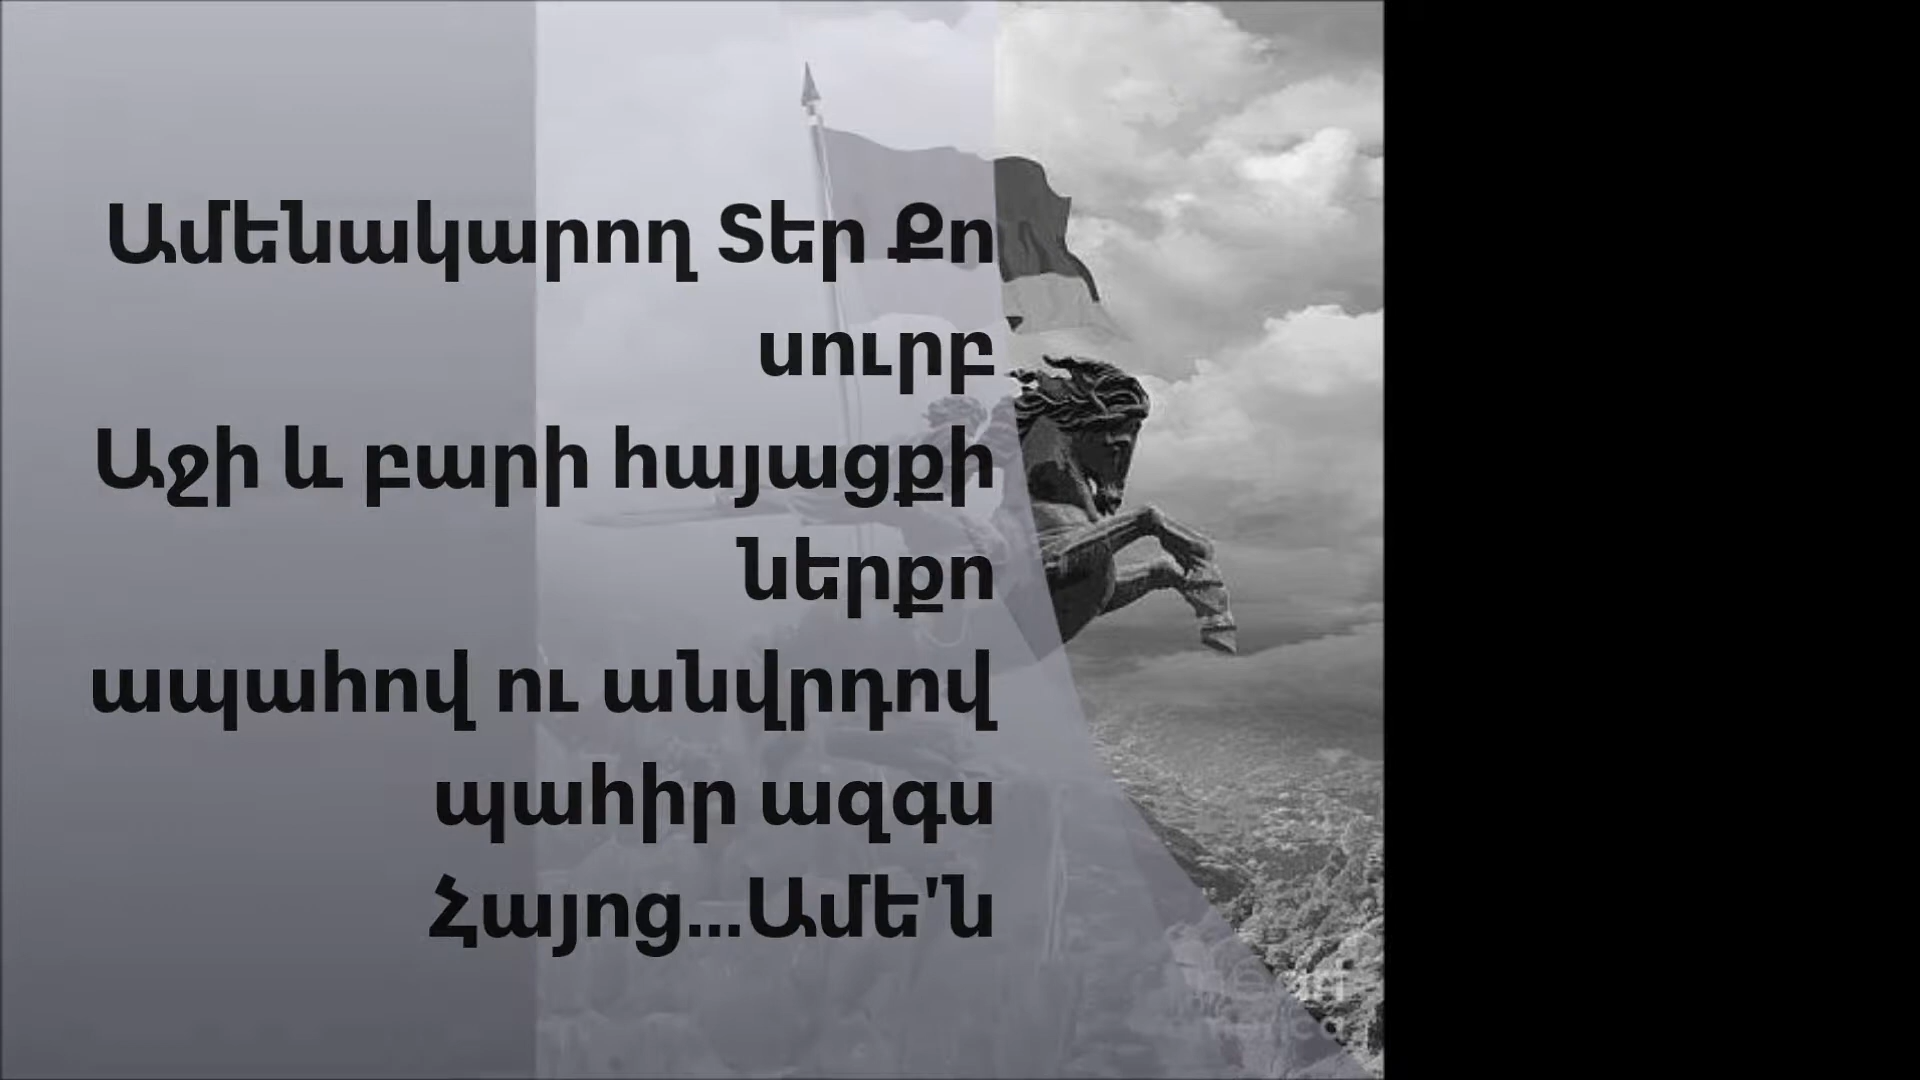 Ամենակարող Տեր Քո
սուրբ
Աջի և բարի հայացքի
ներքո
ապահով ու անվրդով
պահիր ազգս
Հայոց...Ամե'ն